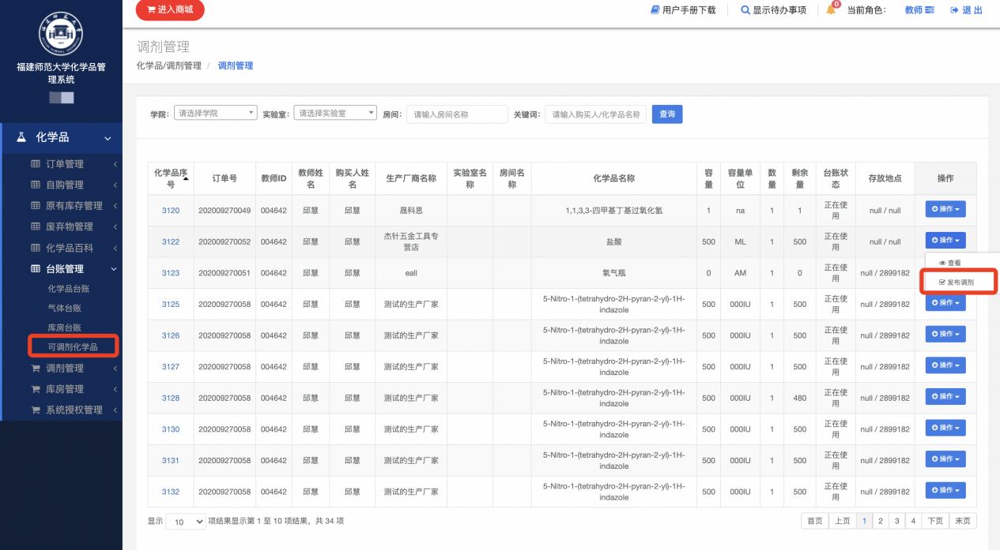 福建师范大学化学品管
理系统
化学品
订单管理
自购管理
原有库存管理
废弃物管理
化学品百科
台账管理
化学品台账
气体台账
库房台账
可调剂化学品
调剂管理
库房管理
系统授权管理
进入商城
用户手册下载 显示待办事项 0 当前角色: 教师 退 出
调剂管理
化学品/调剂管理 / 调剂管理
学院: 请选择学院 实验室: 请选择实验室 房间: 请输入房间名称 关键词: 请输入购买人/化学品名称 查询
化学品序号 订单号 教师ID 教师姓名 购买人姓名 生产厂商名称 实验室名称 房间名称 化学品名称 容量 容量单位 数量 剩余量 台账状态 存放地点 操作
3120 202009270049 004642 邱慧 邱慧 晟科思 1,1,3,3-四甲基丁基过氧化氢 1 na 1 1 正在使用 null / null 操作
3122 202009270052 004642 邱慧 邱慧 杰针五金工具专营店 盐酸 500 ML 1 500 正在使用 null / null 操作
查看
发布调剂
3123 202009270051 004642 邱慧 邱慧 eall 氧气瓶 0 AM 1 0 正在使用 null / 2899182
3125 202009270058 004642 邱慧 邱慧 测试的生产厂家 5-Nitro-1-(tetrahydro-2H-pyran-2-yl)-1H-indazole 500 000IU 1 500 正在使用 null / 2899182 操作
3126 202009270058 004642 邱慧 邱慧 测试的生产厂家 5-Nitro-1-(tetrahydro-2H-pyran-2-yl)-1H-indazole 500 000IU 1 500 正在使用 null / 2899182 操作
3127 202009270058 004642 邱慧 邱慧 测试的生产厂家 5-Nitro-1-(tetrahydro-2H-pyran-2-yl)-1H-indazole 500 000IU 1 500 正在使用 null / 2899182 操作
3128 202009270058 004642 邱慧 邱慧 测试的生产厂家 5-Nitro-1-(tetrahydro-2H-pyran-2-yl)-1H-indazole 500 000IU 1 480 正在使用 null / 2899182 操作
3130 202009270058 004642 邱慧 邱慧 测试的生产厂家 5-Nitro-1-(tetrahydro-2H-pyran-2-yl)-1H-indazole 500 000IU 1 500 正在使用 null / 2899182 操作
3131 202009270058 004642 邱慧 邱慧 测试的生产厂家 5-Nitro-1-(tetrahydro-2H-pyran-2-yl)-1H-indazole 500 000IU 1 500 正在使用 null / 2899182 操作
3132 202009270058 004642 邱慧 邱慧 测试的生产厂家 5-Nitro-1-(tetrahydro-2H-pyran-2-yl)-1H-indazole 500 000IU 1 500 正在使用 null / 2899182 操作
显示 10 项结果显示第 1 至 10 项结果，共 34 项 首页 上页 1 2 3 4 下页 末页